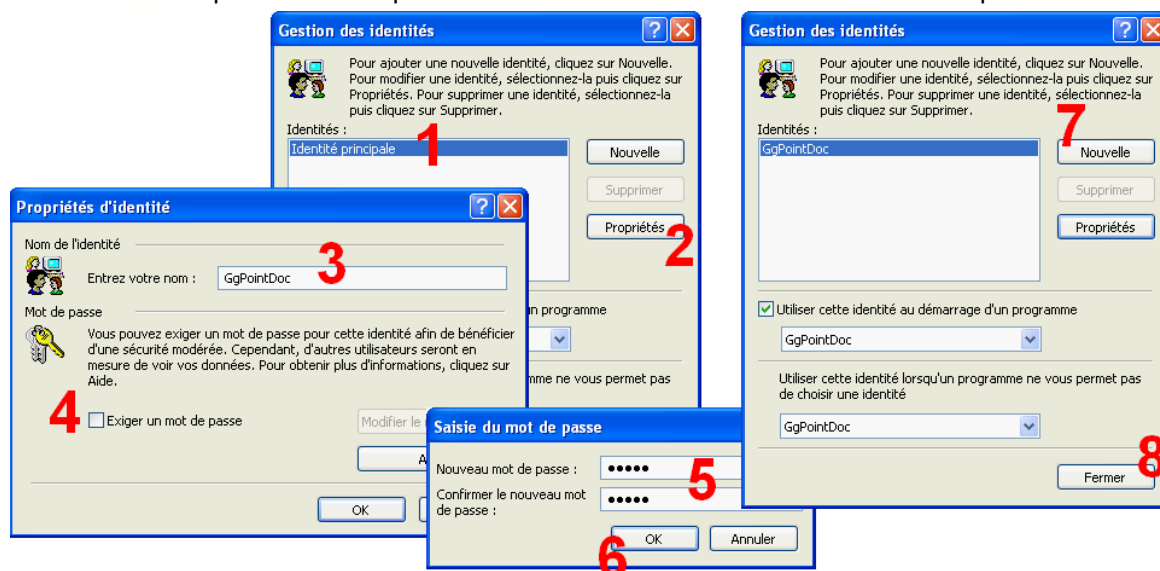 Gestion des identités
Pour ajouter une nouvelle identité, cliquez sur Nouvelle.
Pour modifier une identité, sélectionnez-la puis cliquez sur
Propriétés. Pour supprimer une identité, sélectionnez-la
puis cliquez sur Supprimer.
Identités :
Identité principale
1
Nouvelle
Supprimer
Propriétés
2
n programme
mme ne vous permet pas
Propriétés d'identité
Nom de l'identité
3
Entrez votre nom :
GgPointDoc
Mot de passe
Vous pouvez exiger un mot de passe pour cette identité afin de bénéficier
d'une sécurité modérée. Cependant, d'autres utilisateurs seront en
mesure de voir vos données. Pour obtenir plus d'informations, cliquez sur
Aide.
4
Exiger un mot de passe
Modifier le
A
OK
Saisie du mot de passe
Nouveau mot de passe :
•••••
5
Confirmer le nouveau mot
de passe :
•••••
6
OK
Annuler
Gestion des identités
Pour ajouter une nouvelle identité, cliquez sur Nouvelle.
Pour modifier une identité, sélectionnez-la puis cliquez sur
Propriétés. Pour supprimer une identité, sélectionnez-la
puis cliquez sur Supprimer.
7
Identités :
GgPointDoc
Nouvelle
Supprimer
Propriétés
Utiliser cette identité au démarrage d'un programme
GgPointDoc
Utiliser cette identité lorsqu'un programme ne vous permet pas
de choisir une identité
GgPointDoc
8
Fermer